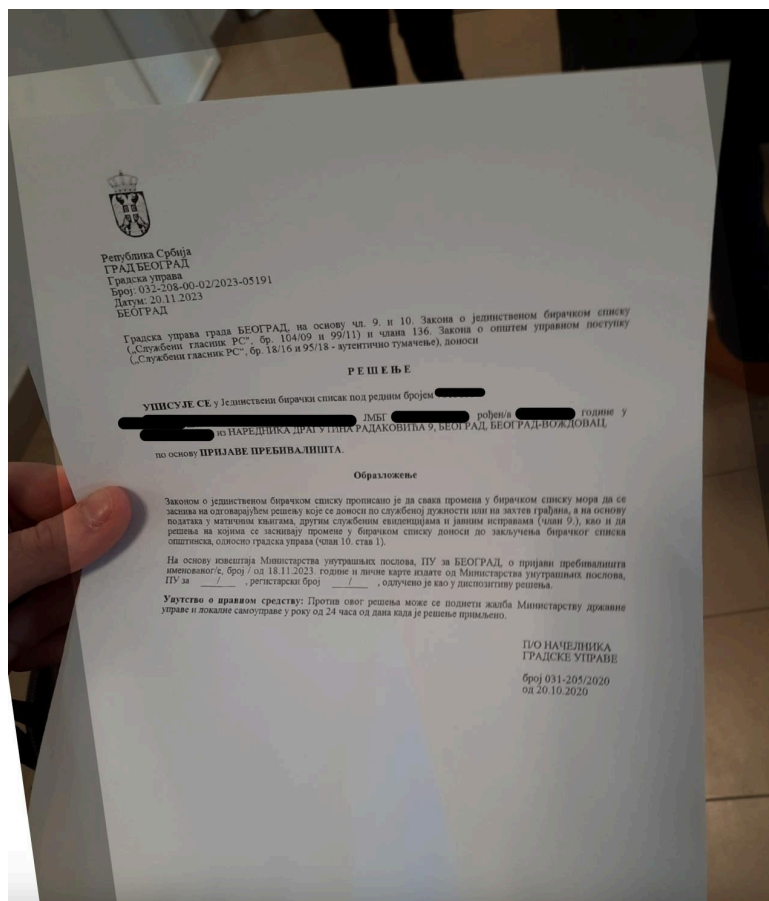 Република Србија
ГРАД БЕОГРАД
Градска управа
Број: 032-208-00-02/2023-05191
Датум: 20.11.2023
БЕОГРАД
Градска управа града БЕОГРАД, на основу чл. 9. и 10. Закона о јединственом бирачком списку
(„Службени гласник РС“, бр. 104/09 и 99/11) и члана 136. Закона о општем управном поступку
(„Службени гласник РС“, бр. 18/16 и 95/18 - аутентично тумачење), доноси
Р Е Ш Е Њ Е
УПИСУЈЕ СЕ у Јединствени бирачки списак под редним бројем
ЈМБГ рођен/а године у
из НАРЕДНИКА ДРАГУТИНА РАДАКОВИЋА 9, БЕОГРАД, БЕОГРАД-ВОЖДОВАЦ
по основу ПРИЈАВЕ ПРЕБИВАЛИШТА.
Образложење
Законом о јединственом бирачком списку прописано је да свака промена у бирачком списку мора да се
заснива на одговарајућем решењу које се доноси по службеној дужности или на захтев грађана, а на основу
података у матичним књигама, другим службеним евиденцијама и јавним исправама (члан 9.), као и да
решења на којима се заснивају промене у бирачком списку доноси до закључења бирачког списка
општинска, односно градска управа (члан 10. став 1).
На основу извештаја Министарства унутрашњих послова, ПУ за БЕОГРАД, о пријави пребивалишта
именованог/е, број / од 18.11.2023. године и личне карте издате од Министарства унутрашњих послова,
ПУ за / , регистарски број / , одлучено је као у диспозитиву решења.
Упутство о правном средству: Против овог решења може се поднети жалба Министарству државне
управе и локалне самоуправе у року од 24 часа од дана када је решење примљено.
П/О НАЧЕЛНИКА
ГРАДСКЕ УПРАВЕ
број 031-205/2020
од 20.10.2020